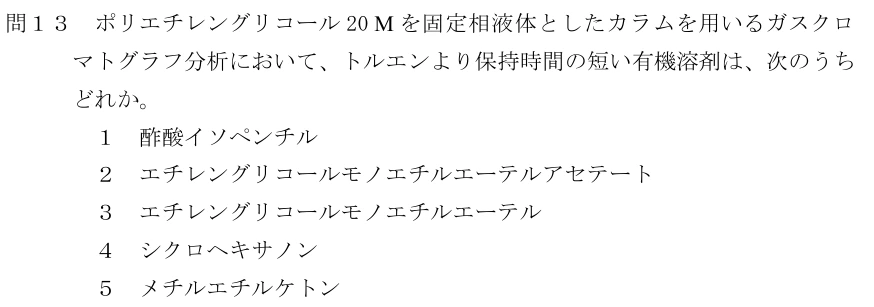 問１３　ポリエチレングリコール 20 M を固定相液体としたカラムを用いるガスクロ
マトグラフ分析において、トルエンより保持時間の短い有機溶剤は、次のうち
どれか。
１　酢酸イソペンチル
２　エチレングリコールモノエチルエーテルアセテート
３　エチレングリコールモノエチルエーテル
４　シクロヘキサノン
５　メチルエチルケトン